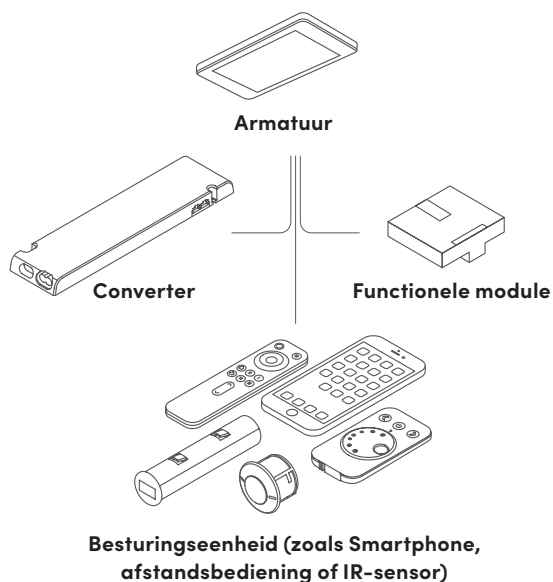 Armatuur
Converter
Functionele module
Besturingseenheid (zoals Smartphone,
afstandsbediening of IR-sensor)